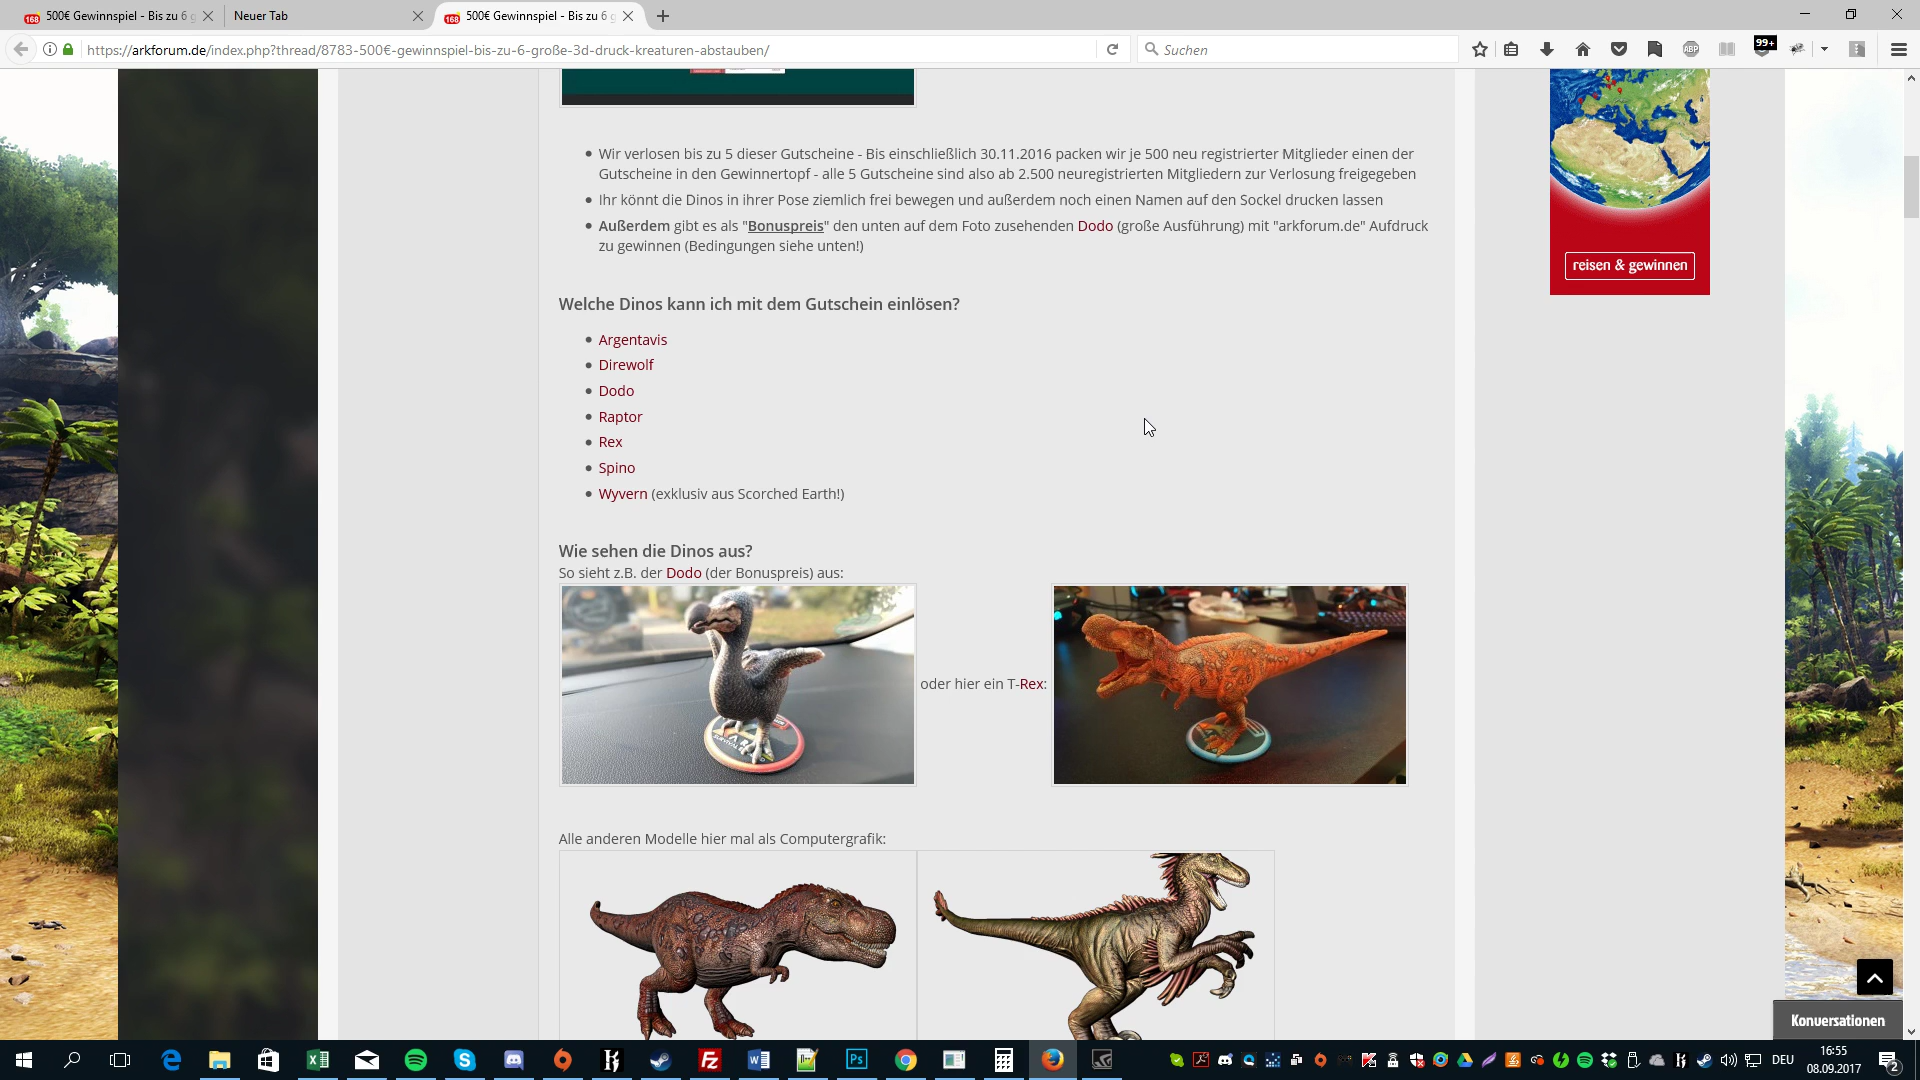 500€ Gewinnspiel - Bis zu 6 g
Neuer Tab
500€ Gewinnspiel - Bis zu 6 g
https://arkforum.de/index.php?thread/8783-500€-gewinnspiel-bis-zu-6-große-3d-druck-kreaturen-abstauben/
Suchen
ABP
99+
Wir verlosen bis zu 5 dieser Gutscheine - Bis einschließlich 30.11.2016 packen wir je 500 neu registrierter Mitglieder einen der
Gutscheine in den Gewinnertopf - alle 5 Gutscheine sind also ab 2.500 neuregistrierten Mitgliedern zur Verlosung freigegeben
Ihr könnt die Dinos in ihrer Pose ziemlich frei bewegen und außerdem noch einen Namen auf den Sockel drucken lassen
Außerdem gibt es als "Bonuspreis" den unten auf dem Foto zusehenden Dodo (große Ausführung) mit "arkforum.de" Aufdruck
zu gewinnen (Bedingungen siehe unten!)
reisen & gewinnen
Welche Dinos kann ich mit dem Gutschein einlösen?
Argentavis
Direwolf
Dodo
Raptor
Rex
Spino
Wyvern (exklusiv aus Scorched Earth!)
Wie sehen die Dinos aus?
So sieht z.B. der Dodo (der Bonuspreis) aus:
oder hier ein T-Rex:
Alle anderen Modelle hier mal als Computergrafik:
Konversationen
DEU
16:55
08.09.2017
2